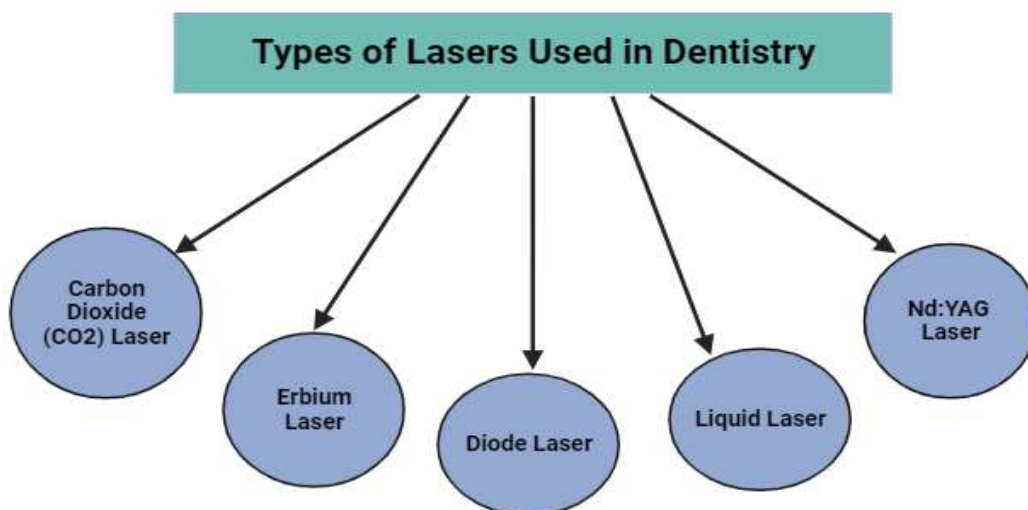 Types of Lasers Used in Dentistry
Carbon
Dioxide
(CO2) Laser
Erbium
Laser
Diode Laser
Liquid Laser
Nd:YAG
Laser